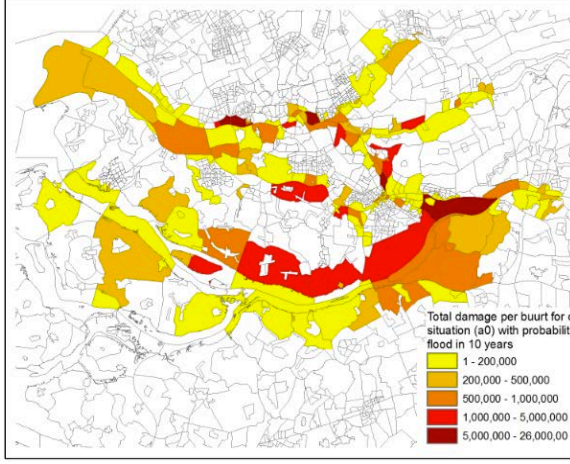 Total damage per buurt for c
situation (a0) with probabilit
flood in 10 years
1 - 200,000
200,000 - 500,000
500,000 - 1,000,000
1,000,000 - 5,000,000
5,000,000 - 26,000,00